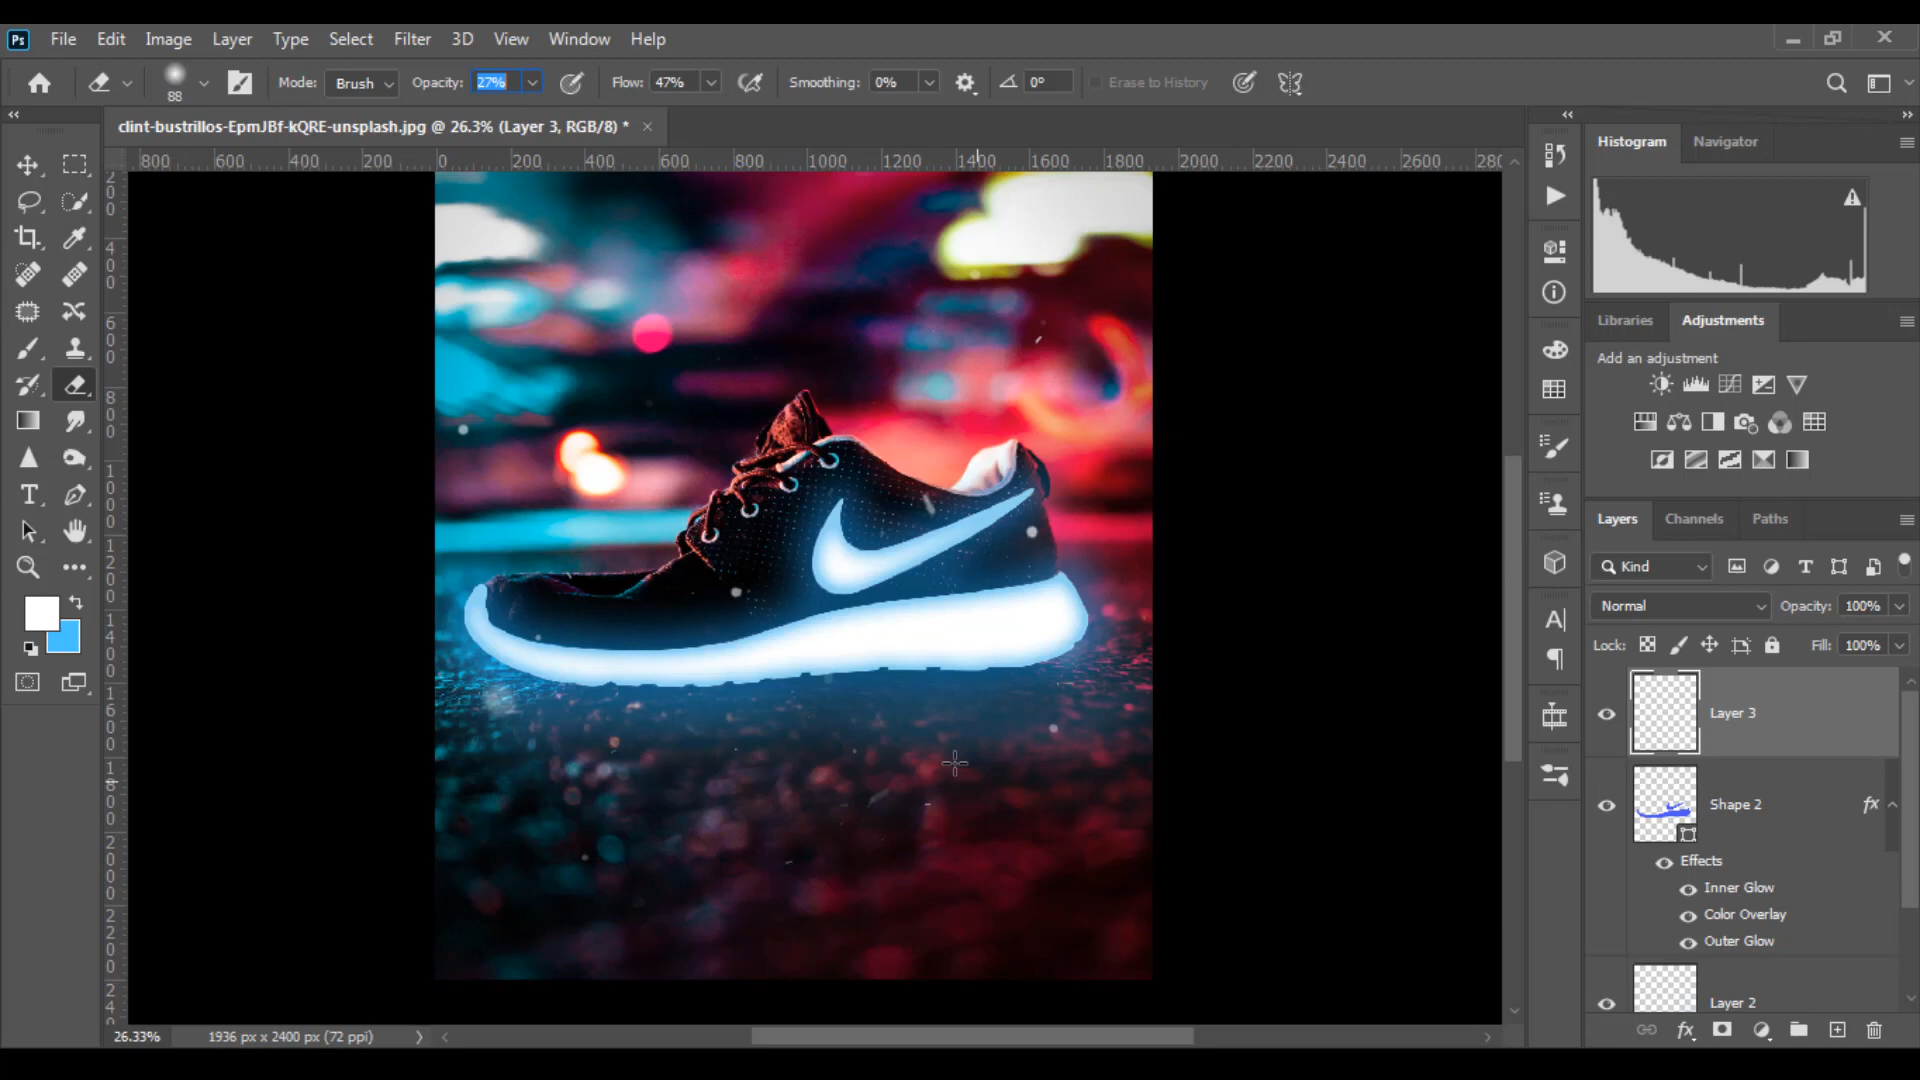 Ps File Edit Image Layer Type Select Filter 3D View Window Help
88 Mode: Brush Opacity: 27% Flow: 47% Smoothing: 0% 0° Erase to History
clint-bustrillos-EpmJBf-kQRE-unsplash.jpg @ 26.3% (Layer 3, RGB/8) *
800 600 400 200 0 200 400 600 800 1000 1200 1400 1600 1800 2000 2200 2400 2600
Histogram Navigator
Libraries Adjustments
Add an adjustment
Layers Channels Paths
Kind
Normal Opacity: 100%
Lock: Fill: 100%
Layer 3
Shape 2 fx
Effects
Inner Glow
Color Overlay
Outer Glow
Layer 2
26.33% 1936 px x 2400 px (72 ppi)